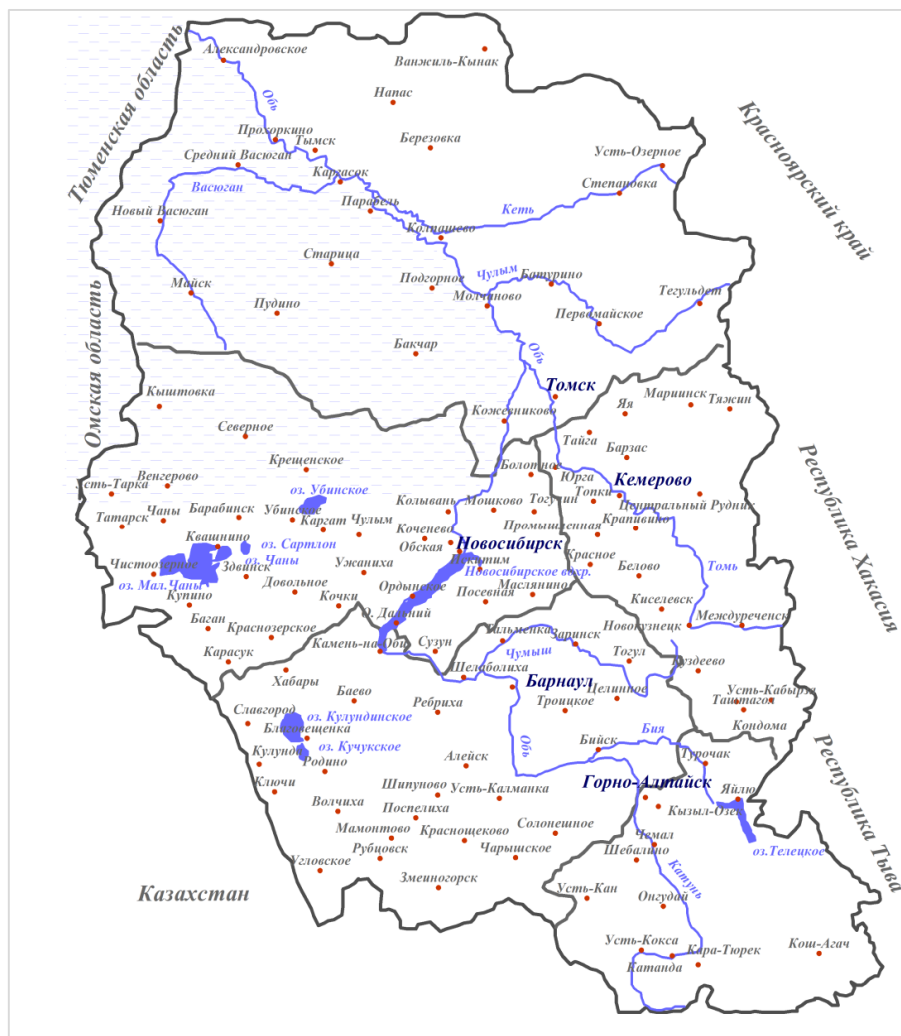 Александровское
Ванжиль-Кынак
Тюменская область
Обь
Напас
Красноярский край
Прохоркино
Тымск
Березовка
Средний Васюган
Усть-Озерное
Каргасок
Степановка
Васюган
Парабель
Кеть
Новый Васюган
Колпашево
Старица
Чулым
Батурино
Майск
Подгорное
Молчаново
Тегульдет
Пудино
Первомайское
Омская область
Бакчар
Обь
Томск
Кыштовка
Мариинск
Тяжин
Кожевниково
Яя
Северное
Тайга
Барзас
Республика Хакасия
Крещенское
Болотное
Венгерово
Юрга
Кемерово
Усть-Тарка
оз. Убинское
Колывань
Мошково
Тогучин
Топки
Центральный Рудник
Чаны
Барабинск
Убинское
Татарск
Каргат
Чулым
Коченева
Промышленная
Крапивино
Квашнино
оз. Сартлон
Обская
Новосибирск
Красное
оз. Чаны
Искитим
Томь
Чистоозерное
Здвинск
Ужаниха
Новосибирское вдхр.
Белово
оз. Мал.Чаны
Довольное
Ордынское
Маслянино
Купино
Кочки
Посевная
Киселевск
Баган
О. Дальний
Новокузнецк
Междуреченск
Краснозерское
Камень-на Оби
Сузун
Тальменка
Заринск
Карасук
Чумыш
Тогул
Кузедеево
Хабары
Шелаболиха
Барнаул
Баево
Целинное
Усть-Кабырза
Славгород
оз. Кулундинское
Ребриха
Троицкое
Таштагол
Благовещенка
Кондома
Бия
оз. Кучукское
Обь
Бийск
Республика Тыва
Кулунда
Родино
Алейск
Турочак
Ключи
Горно-Алтайск
Яйлю
Шипуново
Усть-Калманка
Волчиха
Поспелиха
Кызыл-Озек
Мамонтово
Краснощеково
Солонешное
Чемал
Рубцовск
Чарышское
Шебалино
оз.Телецкое
Угловское
Катунь
Казахстан
Змеиногорск
Усть-Кан
Онгудай
Усть-Кокса
Кара-Тюрек
Кош-Агач
Катанда